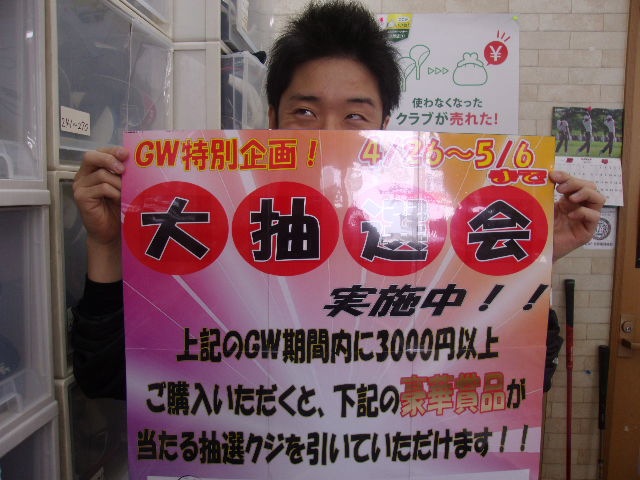 ¥
使わなくなった
クラブが売れた!
GW特別企画! 4/26~5/6
まで
大抽選会
実施中!!
上記のGW期間内に3000円以上
ご購入いただくと、下記の豪華賞品が
当たる抽選クジを引いていただけます!!